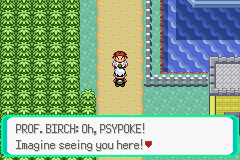 PROF. BIRCH: Oh, PSYPOKE!
Imagine seeing you here!♥